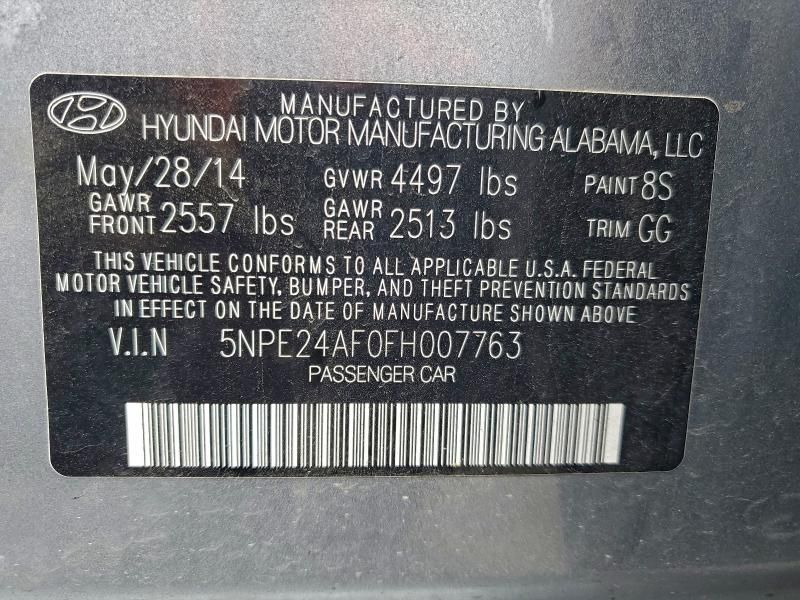 MANUFACTURED BY
HYUNDAI MOTOR MANUFACTURING ALABAMA, LLC
May/28/14 GVWR 4497 lbs PAINT 8S
GAWR FRONT 2557 lbs GAWR REAR 2513 lbs TRIM GG
THIS VEHICLE CONFORMS TO ALL APPLICABLE U.S.A. FEDERAL
MOTOR VEHICLE SAFETY, BUMPER, AND THEFT PREVENTION STANDARDS
IN EFFECT ON THE DATE OF MANUFACTURE SHOWN ABOVE
V.I.N 5NPE24AF0FH007763
PASSENGER CAR